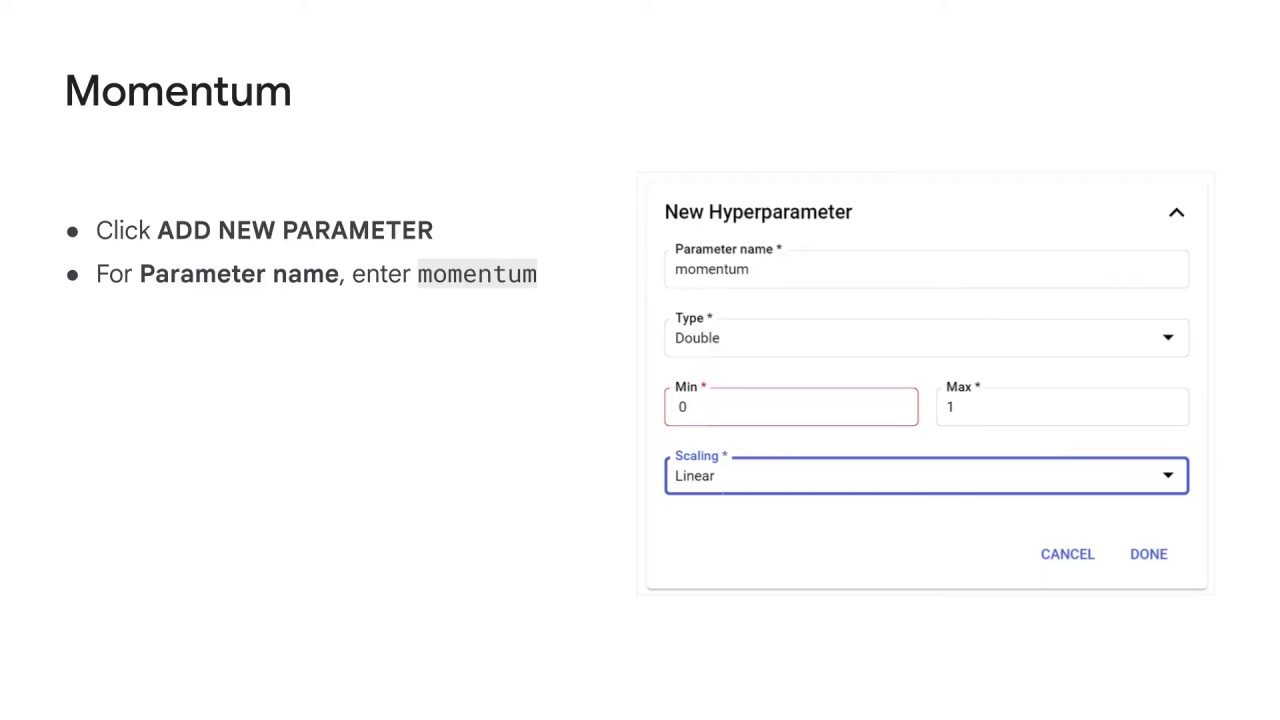 Momentum
● Click ADD NEW PARAMETER
● For Parameter name, enter momentum
New Hyperparameter
Parameter name *
momentum
Type *
Double
Min * Max *
0 1
Scaling *
Linear
CANCEL DONE